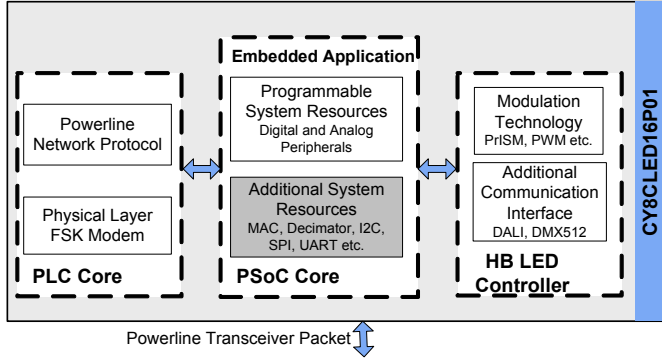 Powerline
Network Protocol
Physical Layer
FSK Modem
PLC Core
Embedded Application
Programmable
System Resources
Digital and Analog
Peripherals
Additional System
Resources
MAC, Decimator, I2C,
SPI, UART etc.
PSoC Core
Modulation
Technology
PrISM, PWM etc.
Additional
Communication
Interface
DALI, DMX512
HB LED
Controller
CY8CLED16P01
Powerline Transceiver Packet